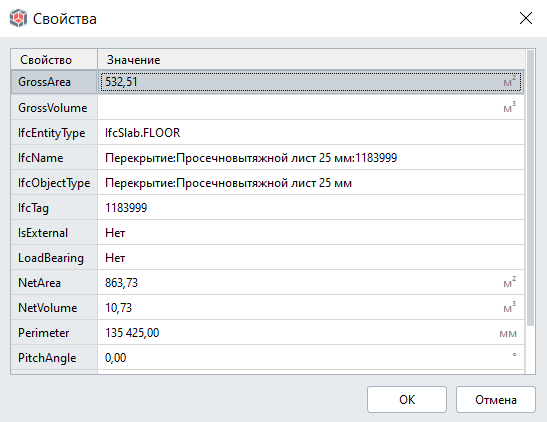 Свойства
Свойство Значение
GrossArea 532,51 м²
GrossVolume м³
IfcEntityType IfcSlab.FLOOR
IfcName Перекрытие:Просечновытяжной лист 25 мм:1183999
IfcObjectType Перекрытие:Просечновытяжной лист 25 мм
IfcTag 1183999
IsExternal Нет
LoadBearing Нет
NetArea 863,73 м²
NetVolume 10,73 м³
Perimeter 135 425,00 мм
PitchAngle 0,00 °
ОК Отмена